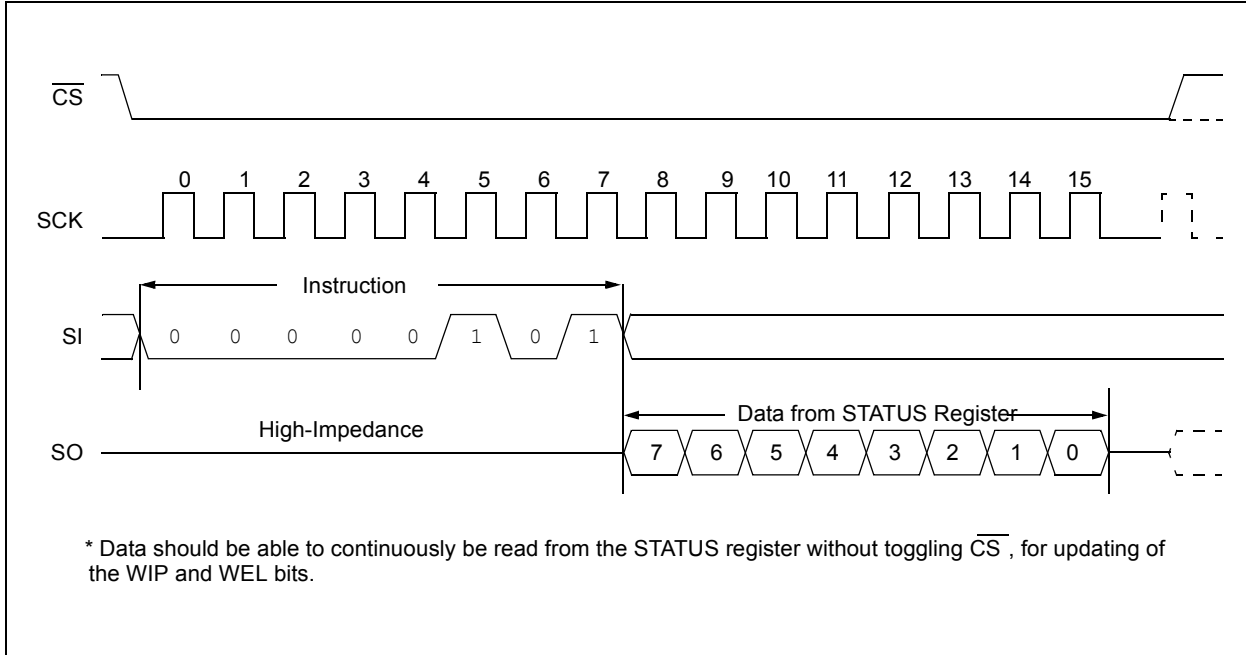 CS
0 1 2 3 4 5 6 7 8 9 10 11 12 13 14 15
SCK
Instruction
SI 0 0 0 0 0 1 0 1
Data from STATUS Register
High-Impedance
SO 7 6 5 4 3 2 1 0
* Data should be able to continuously be read from the STATUS register without toggling CS , for updating of
the WIP and WEL bits.